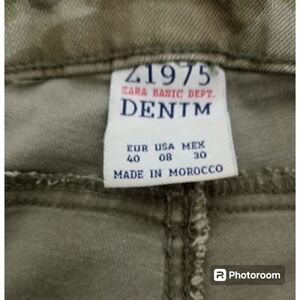 Z1975
ZARA BASIC DEPT.
DENIM
EUR USA MEX
40 08 30
MADE IN MOROCCO
Photoroom